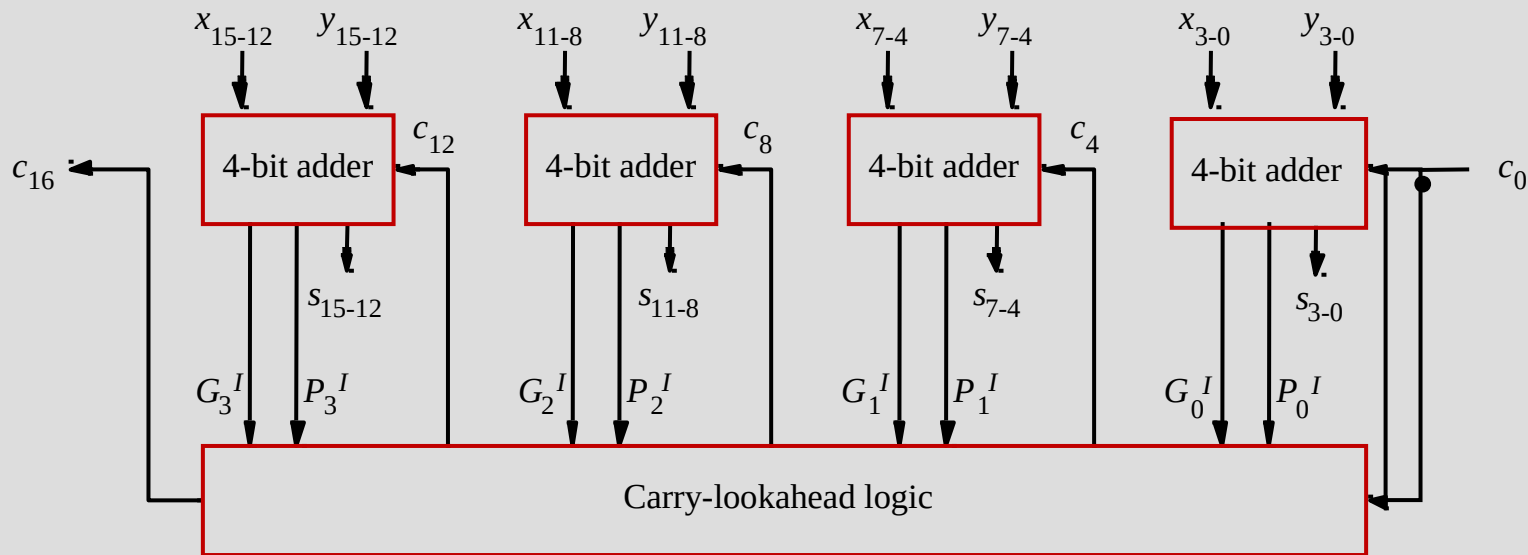 x15-12 y15-12 x11-8 y11-8 x7-4 y7-4 x3-0 y3-0
c16 4-bit adder c12 4-bit adder c8 4-bit adder c4 4-bit adder c0
s15-12 s11-8 s7-4 s3-0
G3I P3I G2I P2I G1I P1I G0I P0I
Carry-lookahead logic